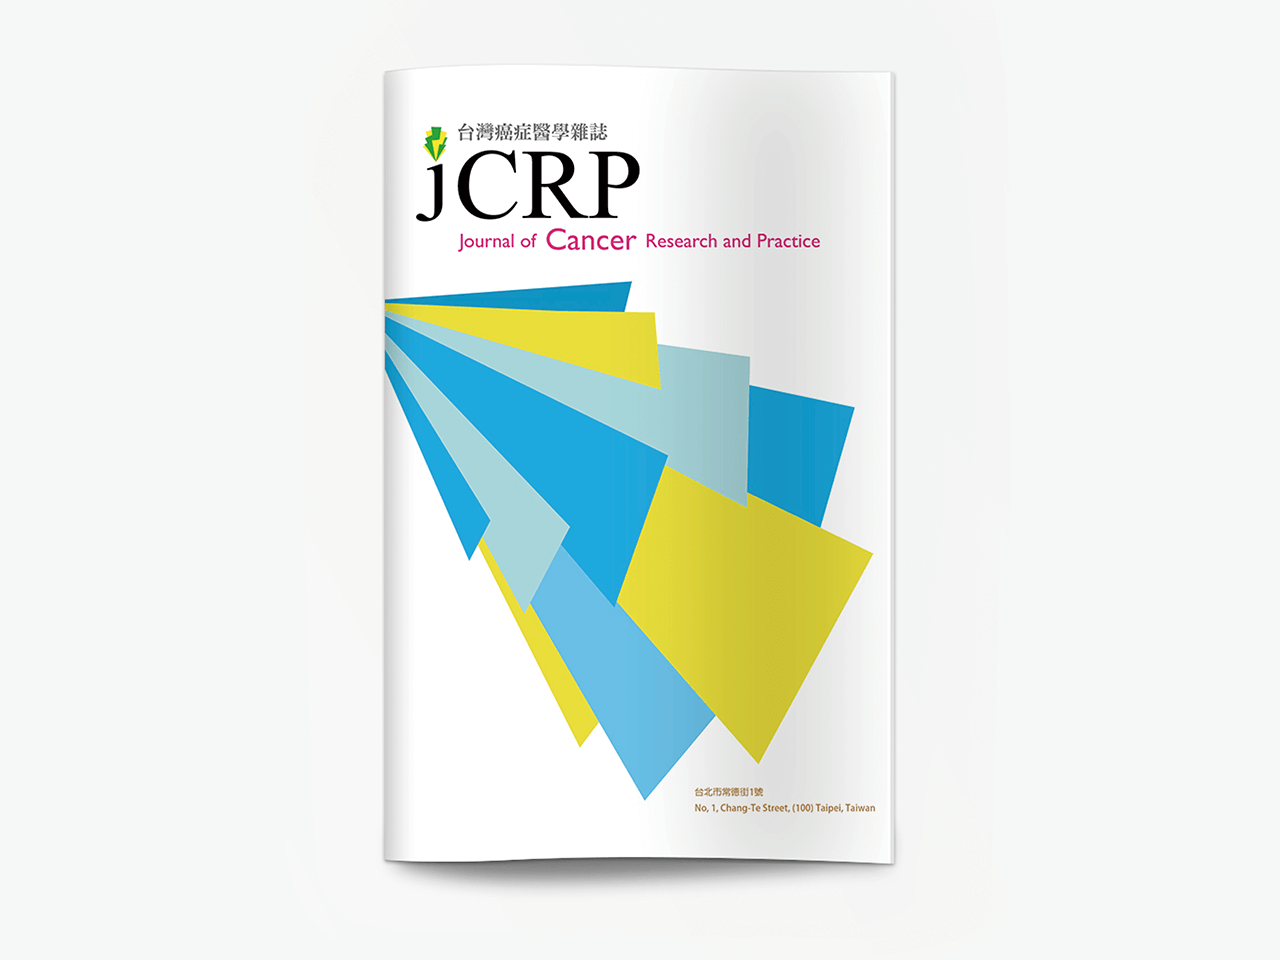 台灣癌症醫學雜誌
jCRP
Journal of Cancer Research and Practice
台北市常德街1號
No, 1, Chang-Te Street, (100) Taipei, Taiwan